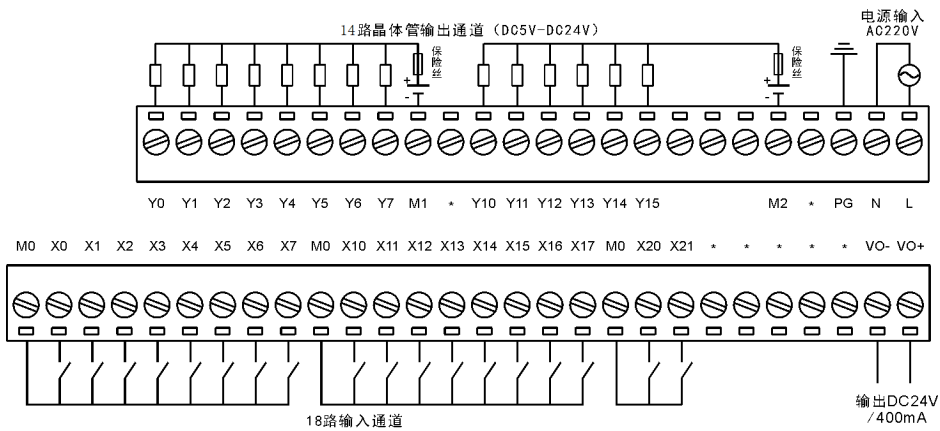 14路晶体管输出通道（DC5V-DC24V）
电源输入
AC220V
保险丝
保险丝
+
-
+
-
Y0 Y1 Y2 Y3 Y4 Y5 Y6 Y7 M1 * Y10 Y11 Y12 Y13 Y14 Y15 M2 * PG N L
M0 X0 X1 X2 X3 X4 X5 X6 X7 M0 X10 X11 X12 X13 X14 X15 X16 X17 M0 X20 X21 * * * * * VO- VO+
18路输入通道
输出DC24V
/400mA